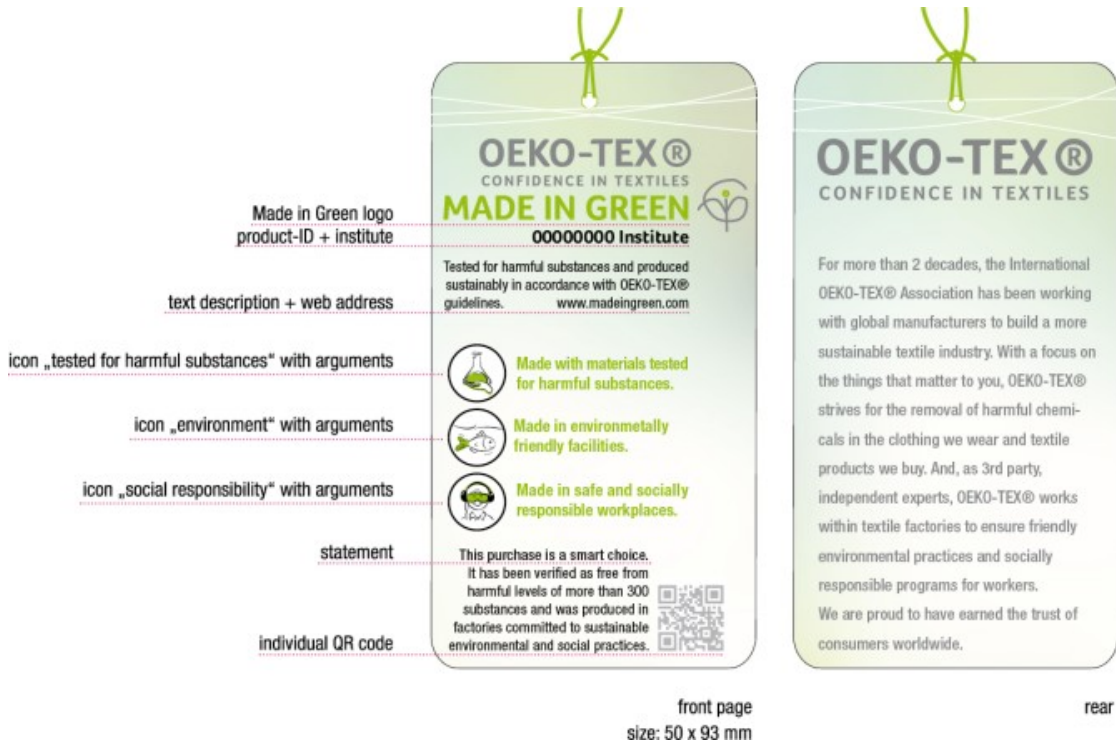 OEKO-TEX®
CONFIDENCE IN TEXTILES
MADE IN GREEN
00000000 Institute
Tested for harmful substances and produced
sustainably in accordance with OEKO-TEX®
guidelines. www.madeingreen.com
Made with materials tested
for harmful substances.
Made in environmetally
friendly facilities.
Made in safe and socially
responsible workplaces.
This purchase is a smart choice.
It has been verified as free from
harmful levels of more than 300
substances and was produced in
factories committed to sustainable
environmental and social practices.
Made in Green logo
product-ID + institute
text description + web address
icon „tested for harmful substances“ with arguments
icon „environment“ with arguments
icon „social responsibility“ with arguments
statement
individual QR code
front page
size: 50 x 93 mm
OEKO-TEX®
CONFIDENCE IN TEXTILES
For more than 2 decades, the International
OEKO-TEX® Association has been working
with global manufacturers to build a more
sustainable textile industry. With a focus on
the things that matter to you, OEKO-TEX®
strives for the removal of harmful chemi-
cals in the clothing we wear and textile
products we buy. And, as 3rd party,
independent experts, OEKO-TEX® works
within textile factories to ensure friendly
environmental practices and socially
responsible programs for workers.
We are proud to have earned the trust of
consumers worldwide.
rear